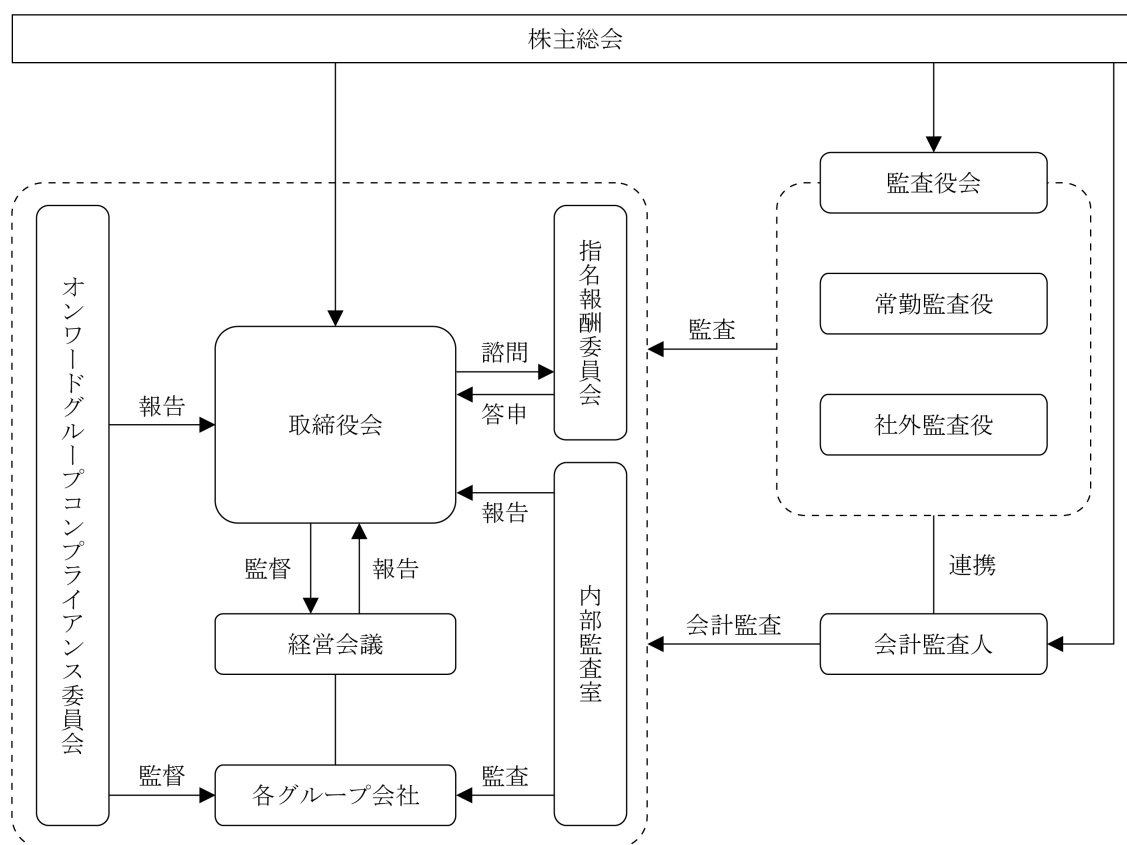 株主総会
監査役会
常勤監査役
社外監査役
監査
指名報酬委員会
オンワードグループコンプライアンス委員会
諮問
答申
報告
取締役会
報告
監督
報告
連携
内部監査室
会計監査
会計監査人
経営会議
監督
各グループ会社
監査